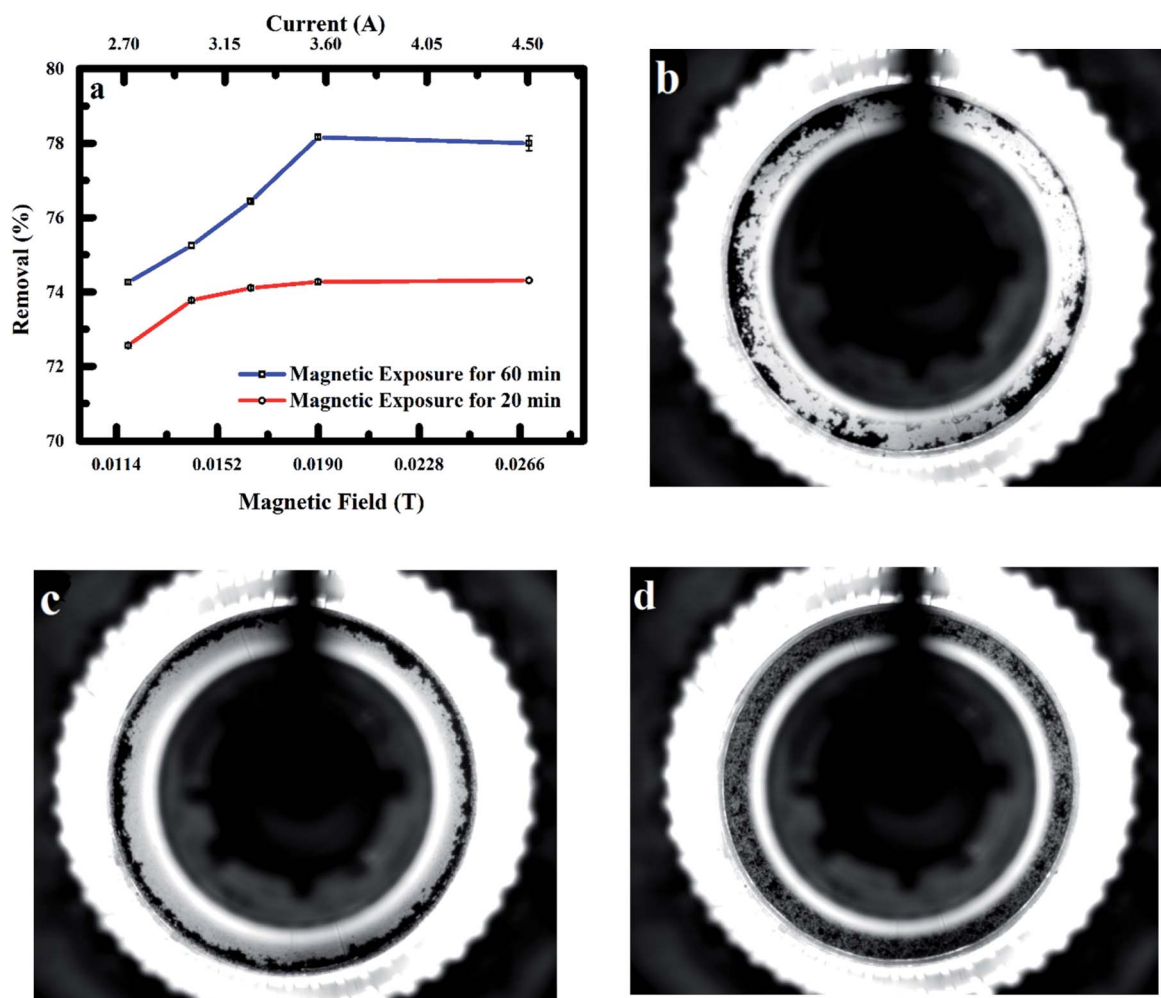 Current (A)
2.70 3.15 3.60 4.05 4.50
80
a
78
76
74
72
70
Removal (%)
Magnetic Exposure for 60 min
Magnetic Exposure for 20 min
0.0114 0.0152 0.0190 0.0228 0.0266
Magnetic Field (T)
b
c
d